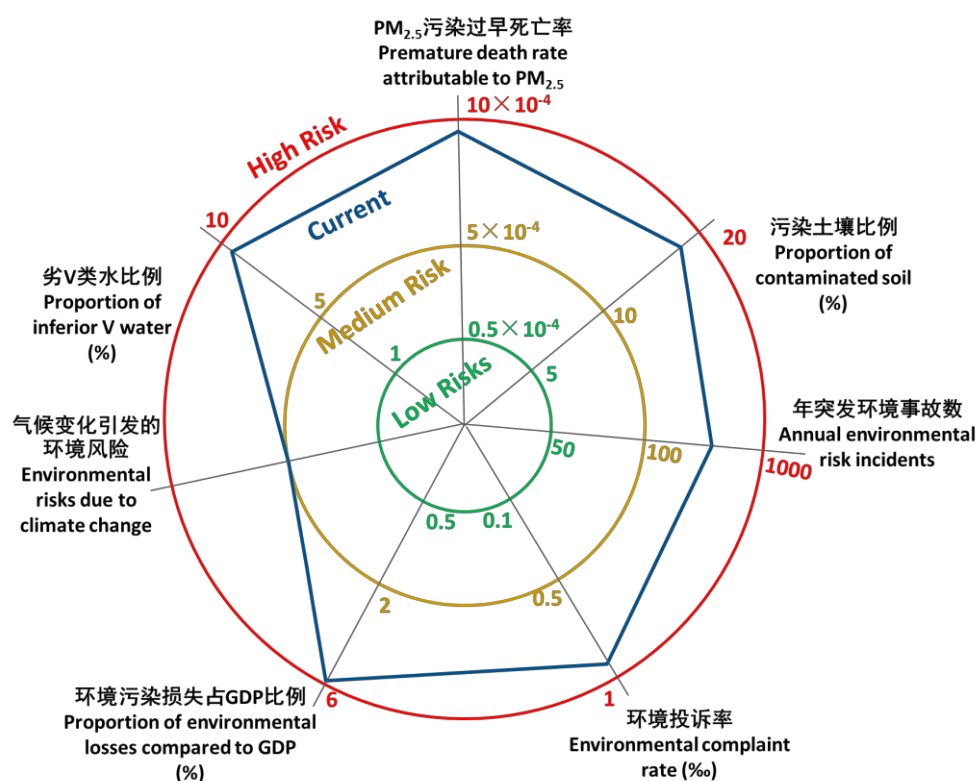 PM2.5污染过早死亡率
Premature death rate
attributable to PM2.5
10×10-4
High Risk
Current
10
20
污染土壤比例
Proportion of
contaminated soil
(%)
劣V类水比例
Proportion of
inferior V water
(%)
5×10-4
Medium Risk
5
10
0.5×10-4
Low Risks
1
5
年突发环境事故数
Annual environmental
risk incidents
50
100
1000
气候变化引发的
环境风险
Environmental
risks due to
climate change
0.5
0.1
2
0.5
6
1
环境污染损失占GDP比例
Proportion of environmental
losses compared to GDP
(%)
环境投诉率
Environmental complaint
rate (‰)